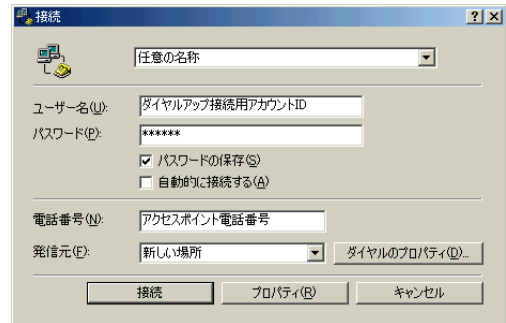 接続
任意の名称
ユーザー名(U): ダイヤルアップ接続用アカウントID
パスワード(P): ******
パスワードの保存(S)
自動的に接続する(A)
電話番号(N): アクセスポイント電話番号
発信元(F): 新しい場所 ダイヤルのプロパティ(D)...
接続 プロパティ(R) キャンセル